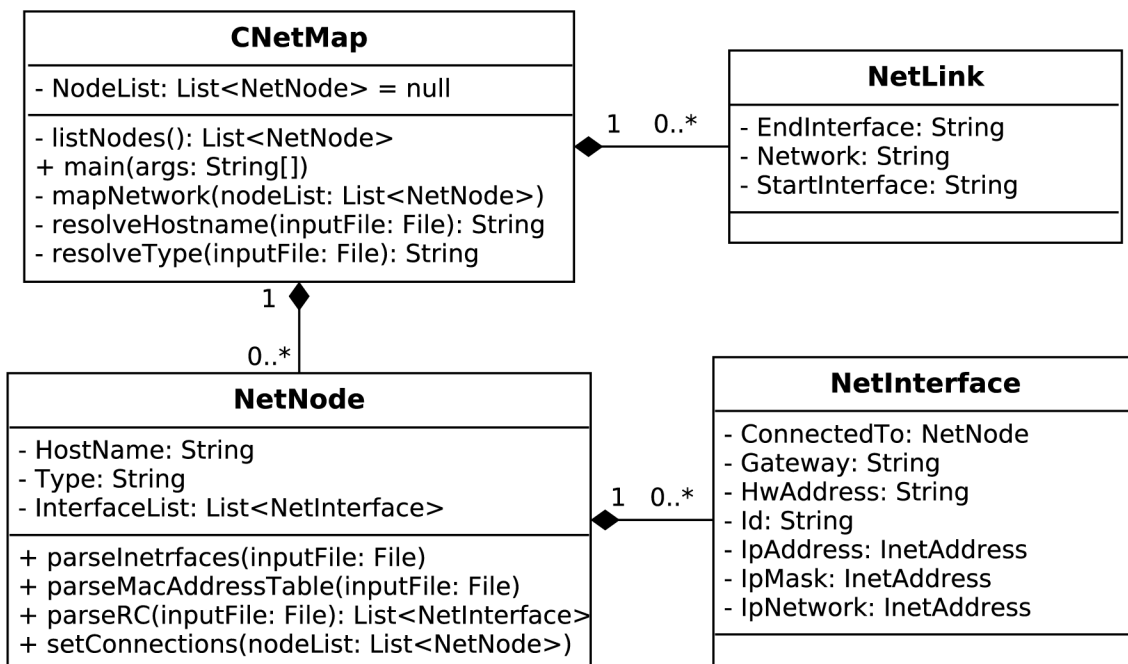 CNetMap
- NodeList: List<NetNode> = null
- listNodes(): List<NetNode>
+ main(args: String[])
- mapNetwork(nodeList: List<NetNode>)
- resolveHostname(inputFile: File): String
- resolveType(inputFile: File): String
1 0..*
NetLink
- EndInterface: String
- Network: String
- StartInterface: String
1
0..*
NetNode
- HostName: String
- Type: String
- InterfaceList: List<NetInterface>
+ parseInetrfaces(inputFile: File)
+ parseMacAddressTable(inputFile: File)
+ parseRC(inputFile: File): List<NetInterface>
+ setConnections(nodeList: List<NetNode>)
1 0..*
NetInterface
- ConnectedTo: NetNode
- Gateway: String
- HwAddress: String
- Id: String
- IpAddress: InetAddress
- IpMask: InetAddress
- IpNetwork: InetAddress